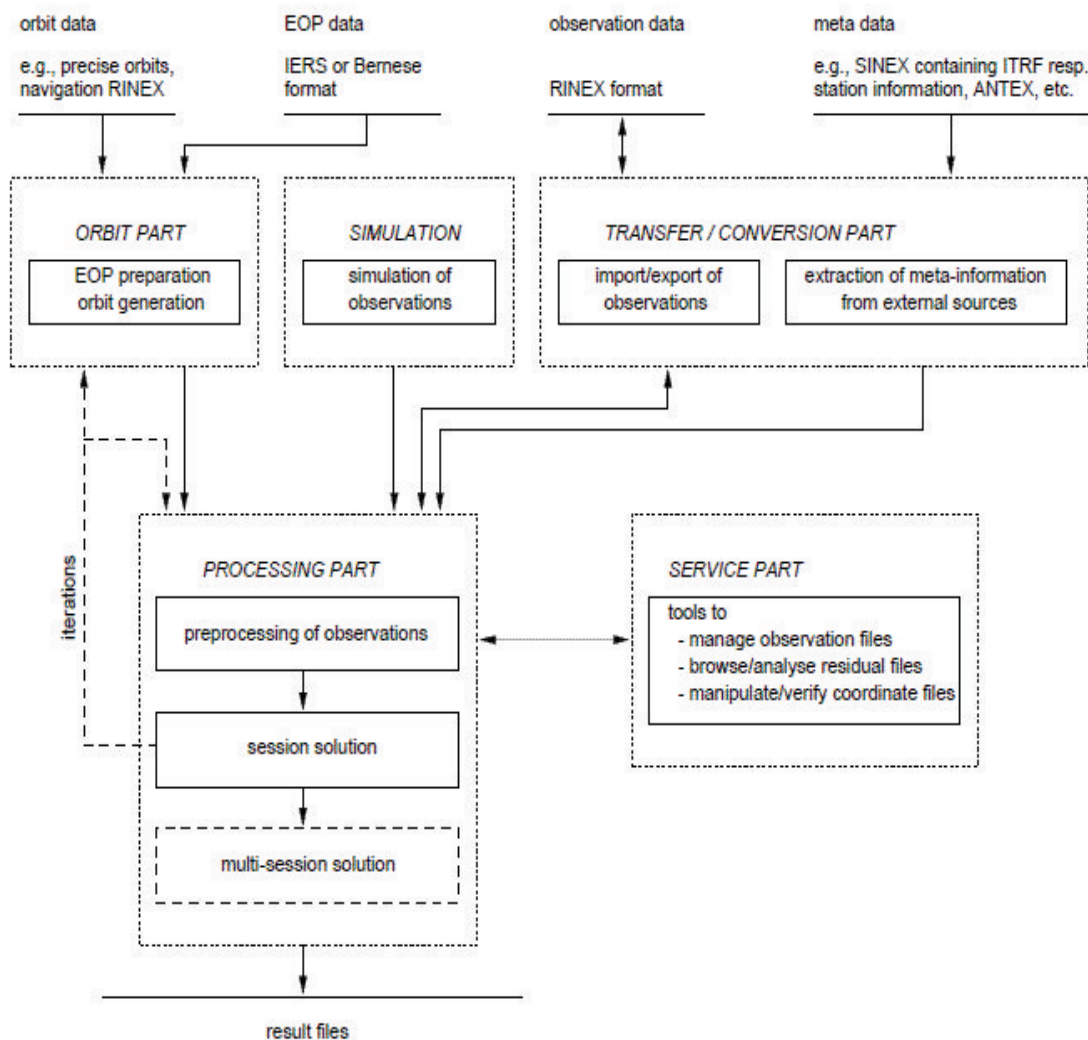 orbit data
e.g., precise orbits,
navigation RINEX
EOP data
IERS or Bernese
format
observation data
RINEX format
meta data
e.g., SINEX containing ITRF resp.
station information, ANTEX, etc.
ORBIT PART
EOP preparation
orbit generation
SIMULATION
simulation of
observations
TRANSFER / CONVERSION PART
import/export of
observations
extraction of meta-information
from external sources
iterations
PROCESSING PART
preprocessing of observations
session solution
multi-session solution
SERVICE PART
tools to
- manage observation files
- browse/analyse residual files
- manipulate/verify coordinate files
result files